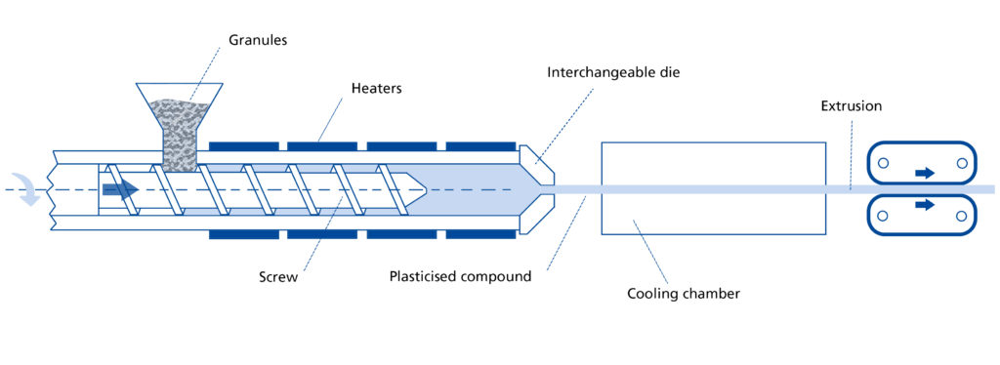 Granules
Heaters
Interchangeable die
Extrusion
Screw
Plasticised compound
Cooling chamber